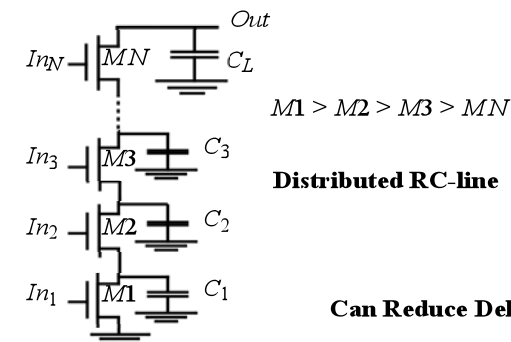 Out
In_N MN C_L
M1 > M2 > M3 > MN
In_3 M3 C_3
Distributed RC-line
In_2 M2 C_2
In_1 M1 C_1
Can Reduce Del